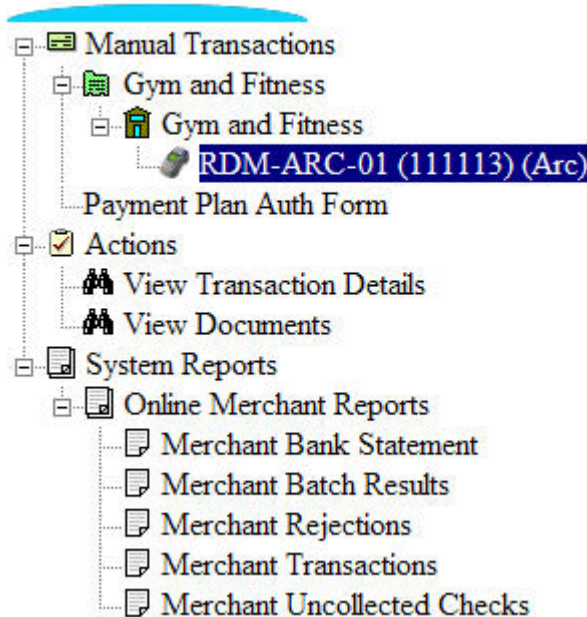 Manual Transactions
Gym and Fitness
Gym and Fitness
RDM-ARC-01 (111113) (Arc)
Payment Plan Auth Form
Actions
View Transaction Details
View Documents
System Reports
Online Merchant Reports
Merchant Bank Statement
Merchant Batch Results
Merchant Rejections
Merchant Transactions
Merchant Uncollected Checks